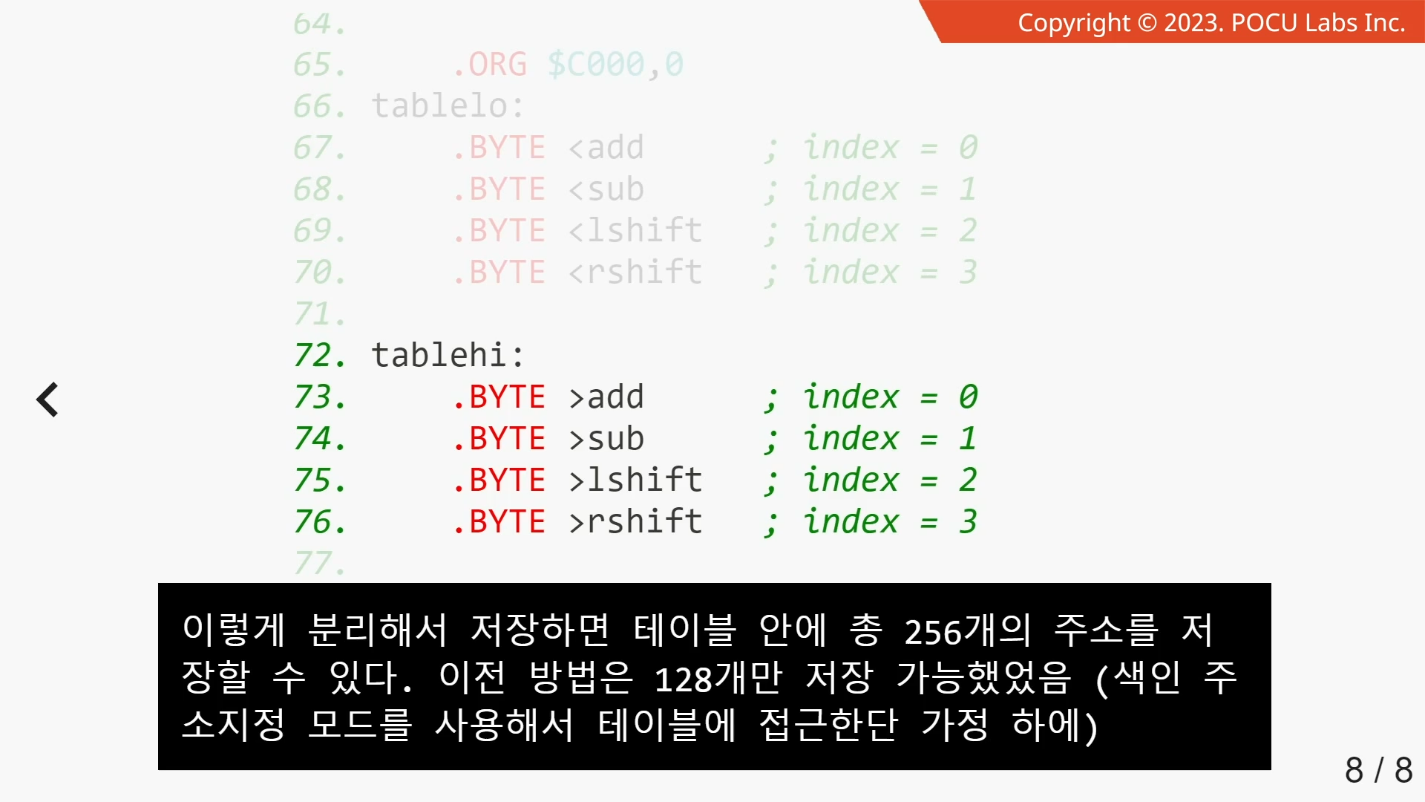 Copyright © 2023. POCU Labs Inc.
64.
65. .ORG $C000,0
66. tablelo:
67. .BYTE <add ; index = 0
68. .BYTE <sub ; index = 1
69. .BYTE <lshift ; index = 2
70. .BYTE <rshift ; index = 3
71.
72. tablehi:
73. .BYTE >add ; index = 0
74. .BYTE >sub ; index = 1
75. .BYTE >lshift ; index = 2
76. .BYTE >rshift ; index = 3
77.
이렇게 분리해서 저장하면 테이블 안에 총 256개의 주소를 저
장할 수 있다. 이전 방법은 128개만 저장 가능했었음 (색인 주
소지정 모드를 사용해서 테이블에 접근한단 가정 하에)
8 / 8